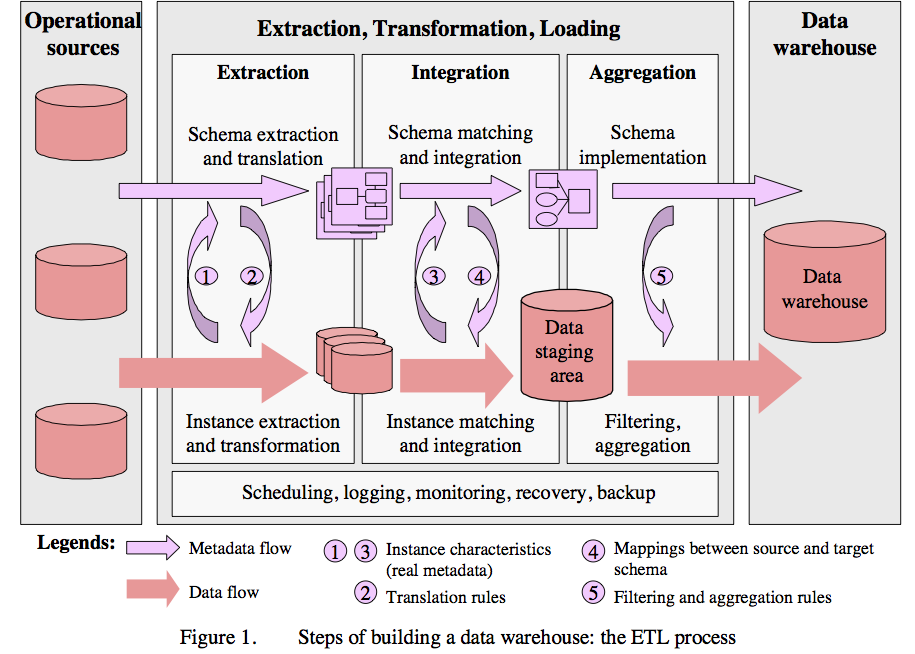 Operational
sources
Extraction, Transformation, Loading
Data
warehouse
Extraction
Integration
Aggregation
Schema extraction
and translation
Schema matching
and integration
Schema
implementation
1
2
3
4
5
Data
warehouse
Data
staging
area
Instance extraction
and transformation
Instance matching
and integration
Filtering,
aggregation
Scheduling, logging, monitoring, recovery, backup
Legends:
Metadata flow
Data flow
1 3 Instance characteristics
(real metadata)
2 Translation rules
4 Mappings between source and target
schema
5 Filtering and aggregation rules
Figure 1. Steps of building a data warehouse: the ETL process